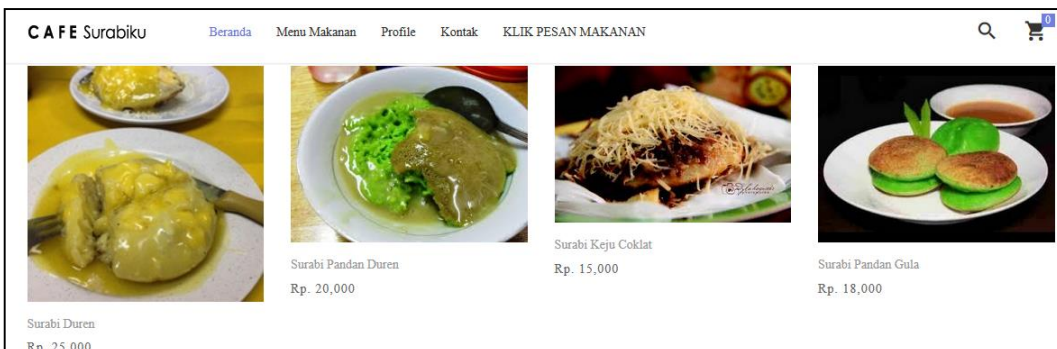 CAFE Surabiku
Beranda Menu Makanan Profile Kontak KLIK PESAN MAKANAN
0
Surabi Duren
Rp. 25,000
Surabi Pandan Duren
Rp. 20,000
Surabi Keju Coklat
Rp. 15,000
Surabi Pandan Gula
Rp. 18,000